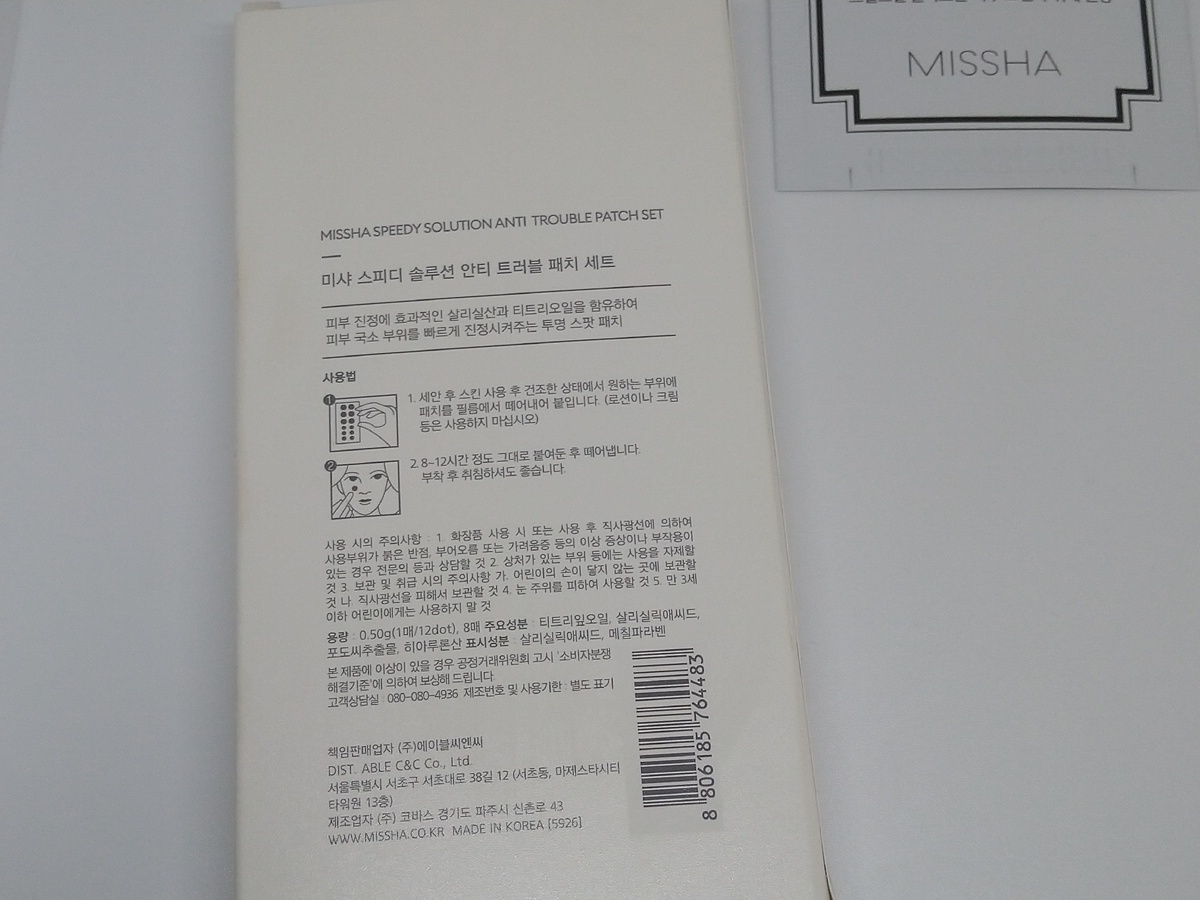 MISSHA
MISSHA SPEEDY SOLUTION ANTI TROUBLE PATCH SET
미샤 스피디 솔루션 안티 트러블 패치 세트
피부 진정에 효과적인 살리실산과 티트리오일을 함유하여
피부 국소 부위를 빠르게 진정시켜주는 투명 스팟 패치
사용법
1
1. 세안 후 스킨 사용 후 건조한 상태에서 원하는 부위에
패치를 필름에서 떼어내어 붙입니다. (로션이나 크림
등은 사용하지 마십시오)
2
2. 8~12시간 정도 그대로 붙여둔 후 떼어냅니다.
부착 후 취침하셔도 좋습니다.
사용 시의 주의사항 : 1. 화장품 사용 시 또는 사용 후 직사광선에 의하여
사용부위가 붉은 반점, 부어오름 또는 가려움증 등의 이상 증상이나 부작용이
있는 경우 전문의 등과 상담할 것 2. 상처가 있는 부위 등에는 사용을 자제할
것 3. 보관 및 취급 시의 주의사항 가. 어린이의 손이 닿지 않는 곳에 보관할
것 나. 직사광선을 피해서 보관할 것 4. 눈 주위를 피하여 사용할 것 5. 만 3세
이하 어린이에게는 사용하지 말 것
용량 : 0.50g(1매/12dot), 8매 주요성분 : 티트리잎오일, 살리실릭애씨드,
포도씨추출물, 히아루론산 표시성분 : 살리실릭애씨드, 메칠파라벤
본 제품에 이상이 있을 경우 공정거래위원회 고시 '소비자분쟁
해결기준'에 의하여 보상해 드립니다.
고객상담실 : 080-080-4936 제조번호 및 사용기한 : 별도 표기
책임판매업자 (주)에이블씨엔씨
DIST. ABLE C&C Co., Ltd.
서울특별시 서초구 서초대로 38길 12 (서초동, 마제스타시티
타워원 13층)
제조업자 (주) 코바스 경기도 파주시 신촌로 43
WWW.MISSHA.CO.KR MADE IN KOREA [5926]
8 806185 764483